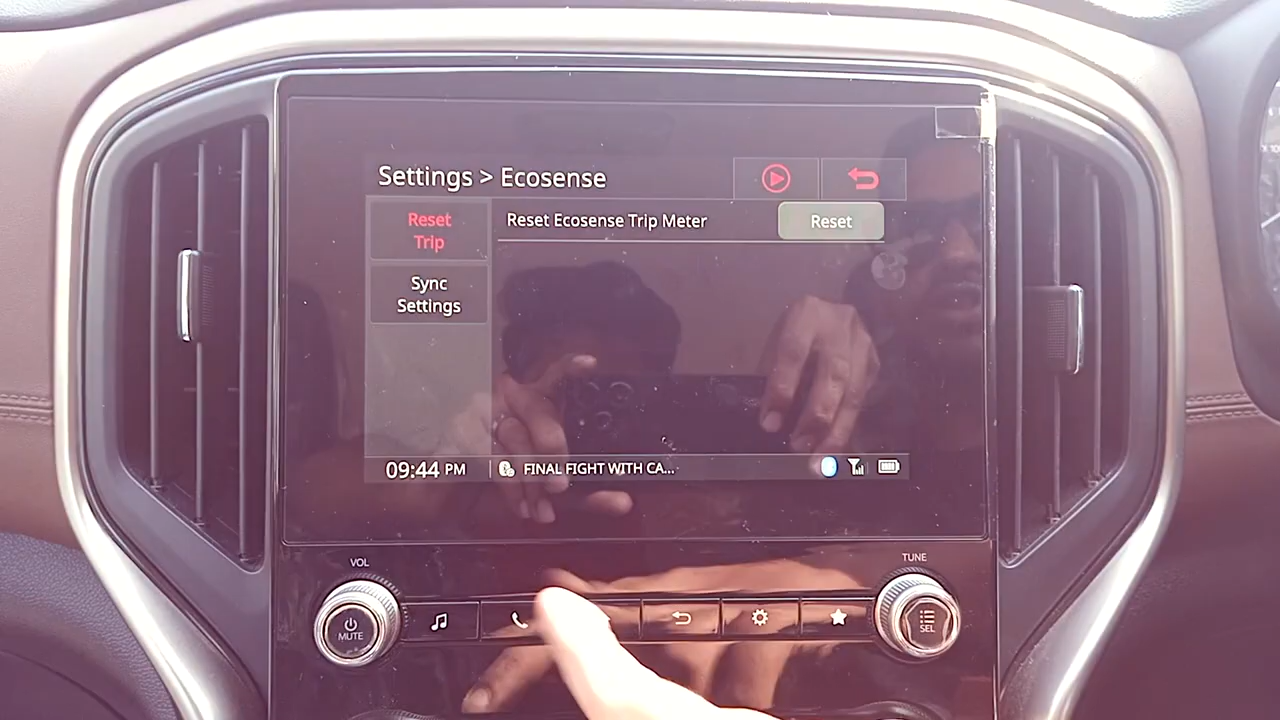 Settings > Ecosense
Reset
Trip
Reset Ecosense Trip Meter
Reset
Sync
Settings
09:44 PM
FINAL FIGHT WITH CA...
VOL
TUNE
MUTE
SEL